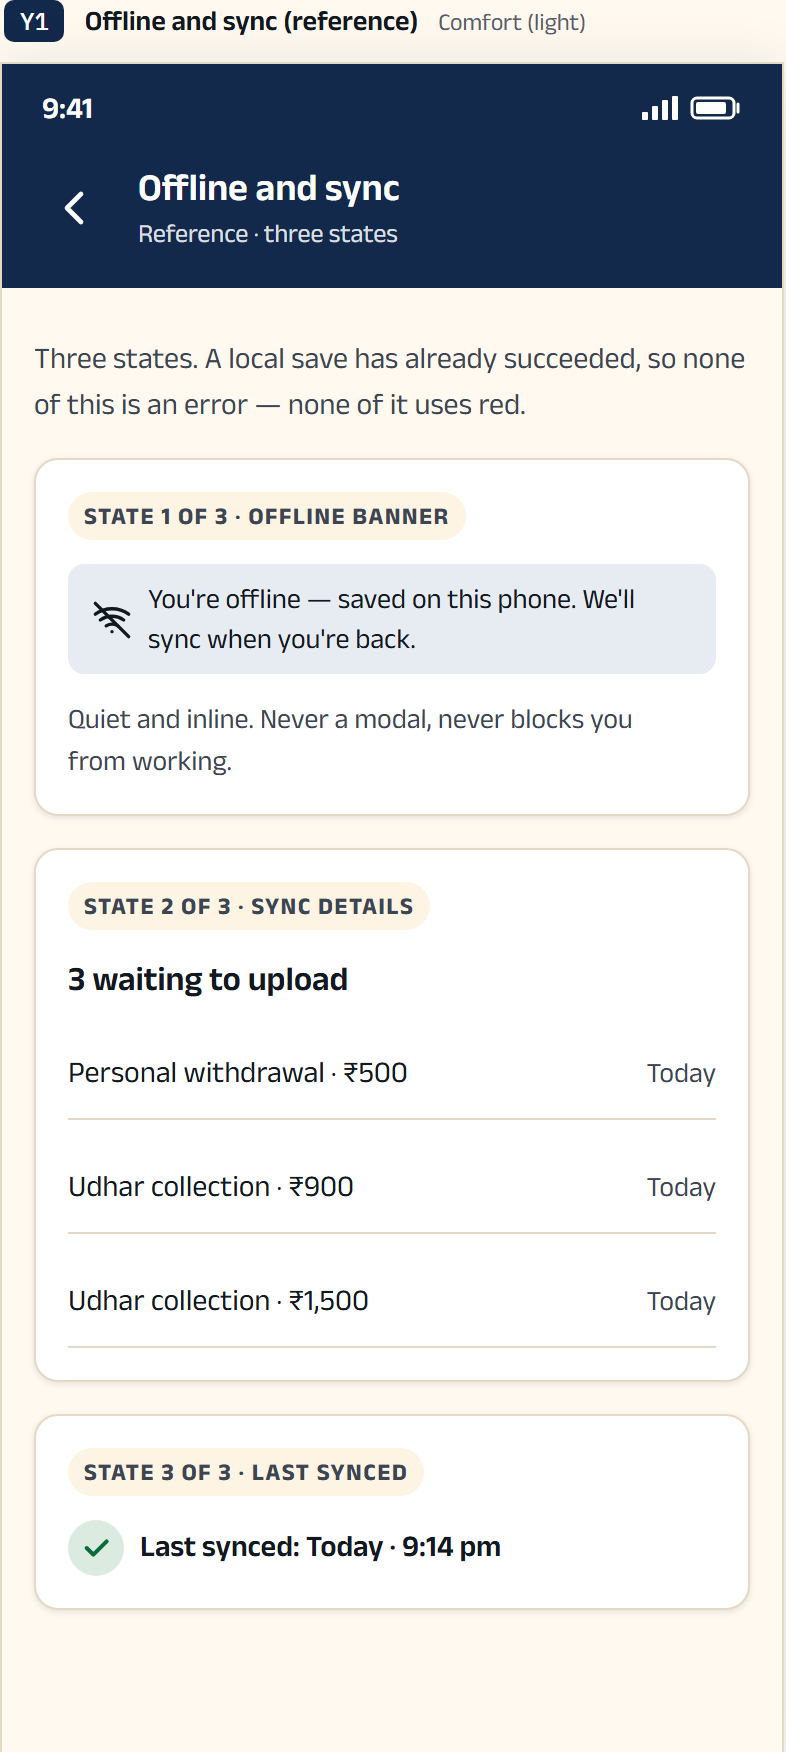 Y1 Offline and sync (reference) Comfort (light)
9:41
Offline and sync
Reference · three states
Three states. A local save has already succeeded, so none
of this is an error — none of it uses red.
STATE 1 OF 3 · OFFLINE BANNER
You're offline — saved on this phone. We'll
sync when you're back.
Quiet and inline. Never a modal, never blocks you
from working.
STATE 2 OF 3 · SYNC DETAILS
3 waiting to upload
Personal withdrawal · ₹500 Today
Udhar collection · ₹900 Today
Udhar collection · ₹1,500 Today
STATE 3 OF 3 · LAST SYNCED
Last synced: Today · 9:14 pm